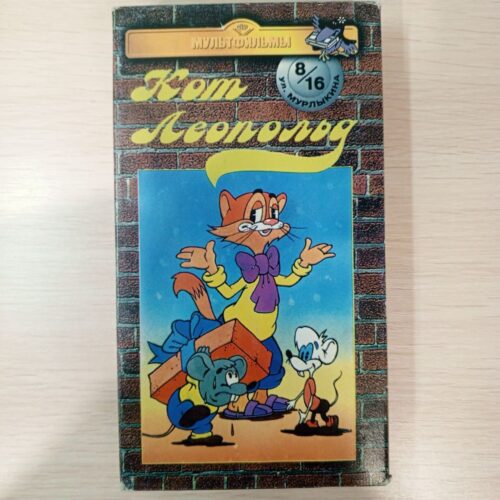 МУЛЬТФИЛЬМЫ
8/16
УЛ. МУРЛЫКИНА
Кот
Леопольд